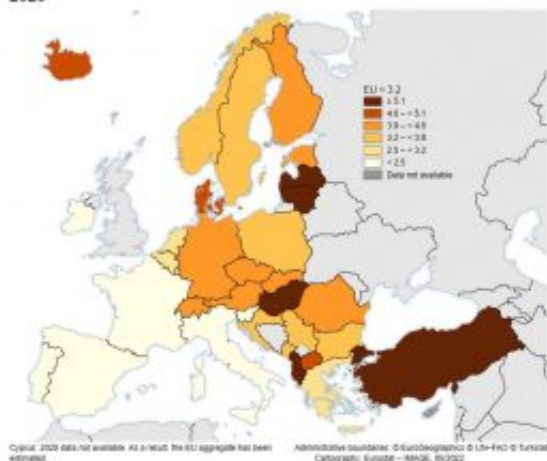 2020
EU = 3.2
≥ 5.1
4.6 – < 5.1
3.9 – < 4.6
3.2 – < 3.9
2.5 – < 3.2
< 2.5
Data not available
Cyprus: 2020 data not available. As a result, the EU aggregate has been
estimated.
Administrative boundaries: © EuroGeographics © UN–FAO © Turkstat
Cartography: Eurostat – IMAGE, 05/2022